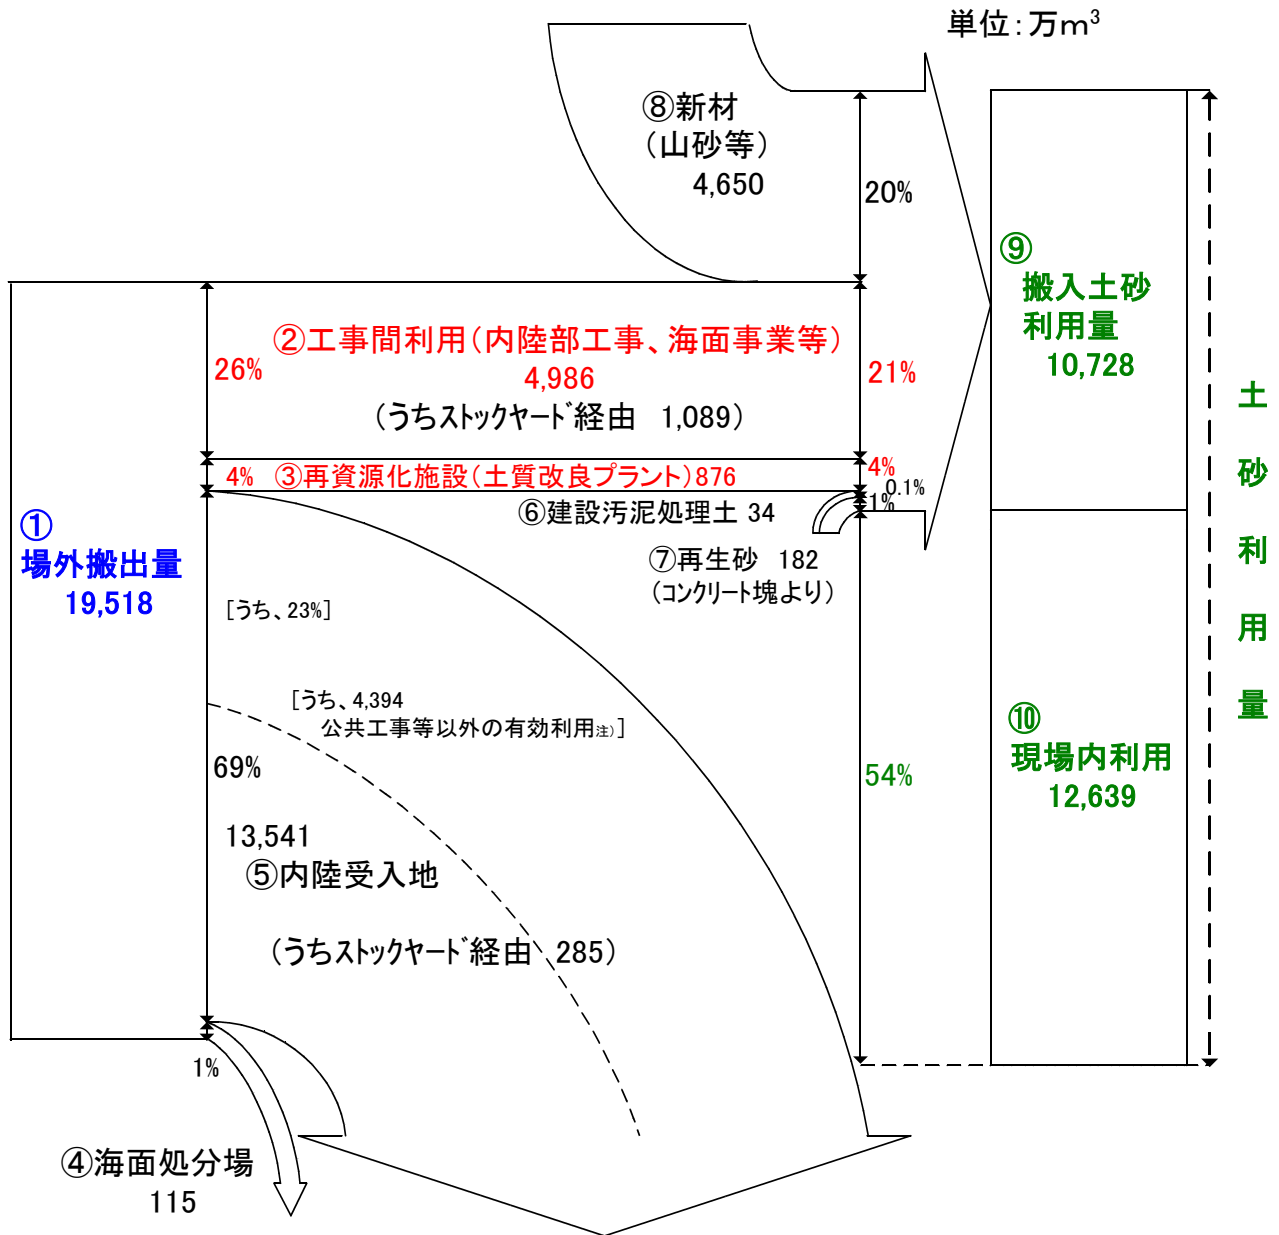 単位：万m³
⑧新材
（山砂等）
4,650
20%
⑨
搬入土砂
利用量
10,728
②工事間利用（内陸部工事、海面事業等）
26%
4,986
21%
（うちｽﾄｯｸﾔｰﾄﾞ経由　1,089）
4%
③再資源化施設（土質改良プラント）876
4%
0.1%
1%
⑥建設汚泥処理土 34
⑦再生砂　182
（ｺﾝｸﾘｰﾄ塊より）
①
場外搬出量
19,518
［うち、23%］
［うち、4,394
公共工事等以外の有効利用注）］
69%
13,541
⑤内陸受入地
（うちｽﾄｯｸﾔｰﾄﾞ経由　285）
54%
⑩
現場内利用
12,639
土
砂
利
用
量
1%
④海面処分場
115